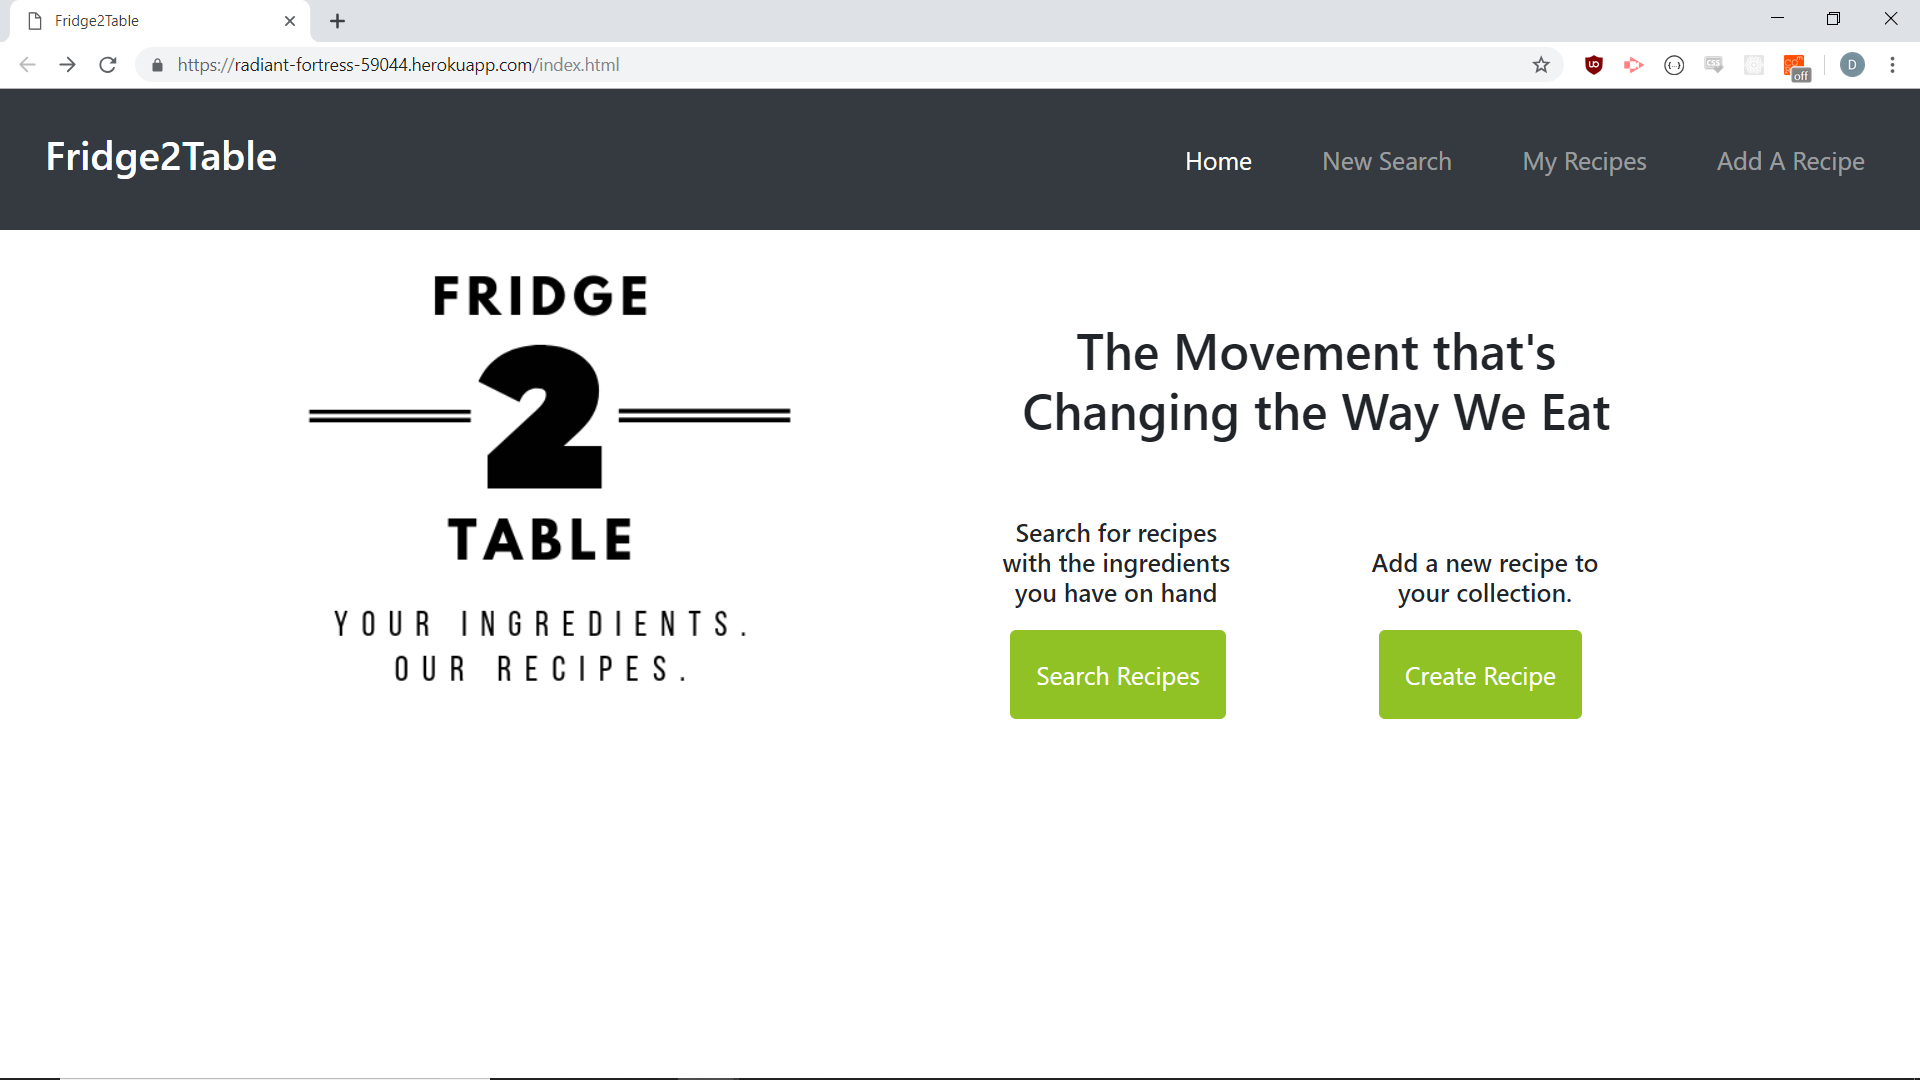 Fridge2Table
https://radiant-fortress-59044.herokuapp.com/index.html
off
D
Fridge2Table
Home
New Search
My Recipes
Add A Recipe
FRIDGE
2
TABLE
YOUR INGREDIENTS.
OUR RECIPES.
The Movement that's
Changing the Way We Eat
Search for recipes
with the ingredients
you have on hand
Search Recipes
Add a new recipe to
your collection.
Create Recipe